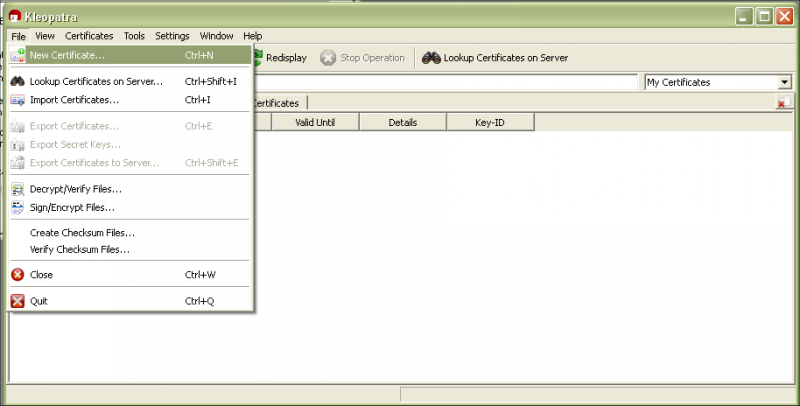 Kleopatra
File View Certificates Tools Settings Window Help
New Certificate... Ctrl+N
Redisplay Stop Operation Lookup Certificates on Server
Lookup Certificates on Server... Ctrl+Shift+I
My Certificates
Import Certificates... Ctrl+I
Certificates
Export Certificates... Ctrl+E
Valid Until Details Key-ID
Export Secret Keys...
Export Certificates to Server... Ctrl+Shift+E
Decrypt/Verify Files...
Sign/Encrypt Files...
Create Checksum Files...
Verify Checksum Files...
Close Ctrl+W
Quit Ctrl+Q